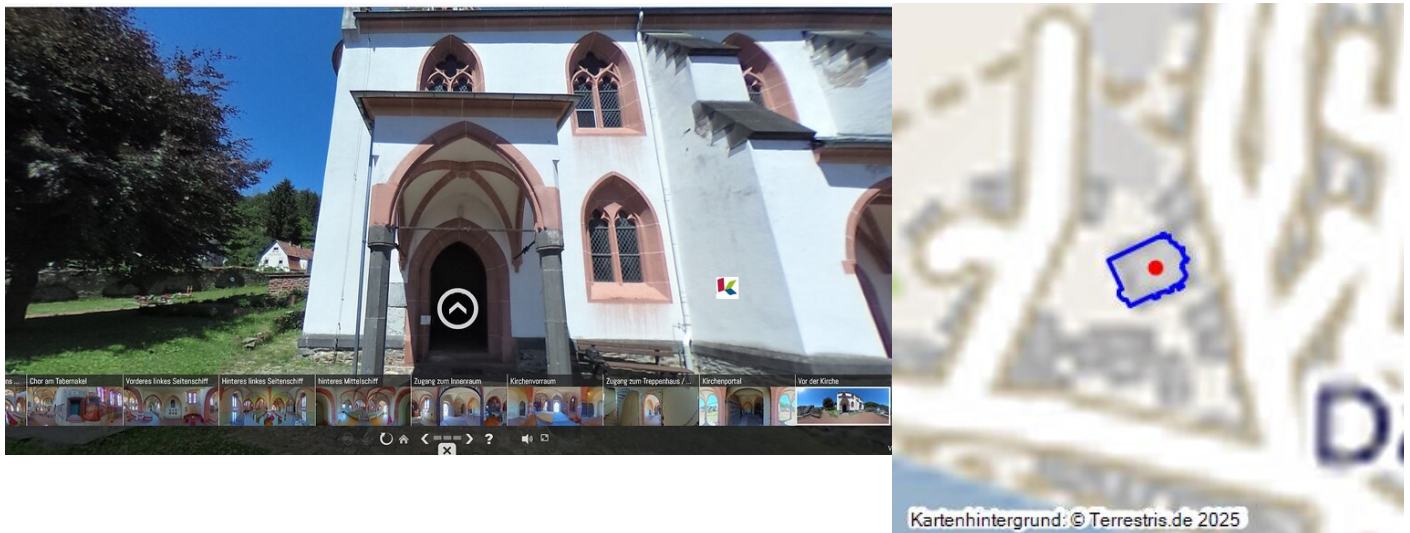 Chor am Tabernakel
Vorderes linkes Seitenschiff
Hinteres linkes Seitenschiff
hinteres Mittelschiff
Zugang zum Innenraum
Kirchenvorraum
Zugang zum Treppenhaus / ...
Kirchenportal
Vor der Kirche
?
Kartenhintergrund: © Terrestris.de 2025